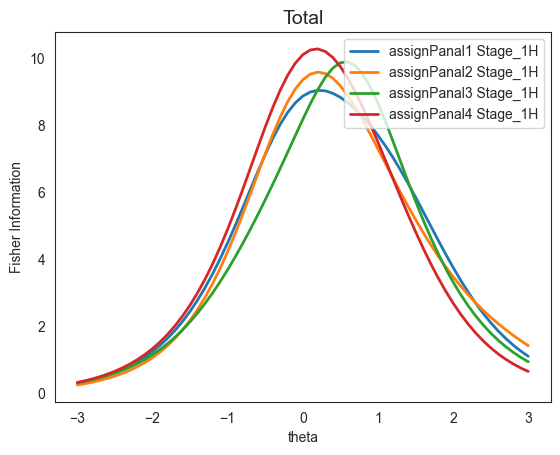 Total
assignPanal1 Stage_1H
assignPanal2 Stage_1H
assignPanal3 Stage_1H
assignPanal4 Stage_1H
Fisher Information
10
8
6
4
2
0
−3
−2
−1
0
1
2
3
theta